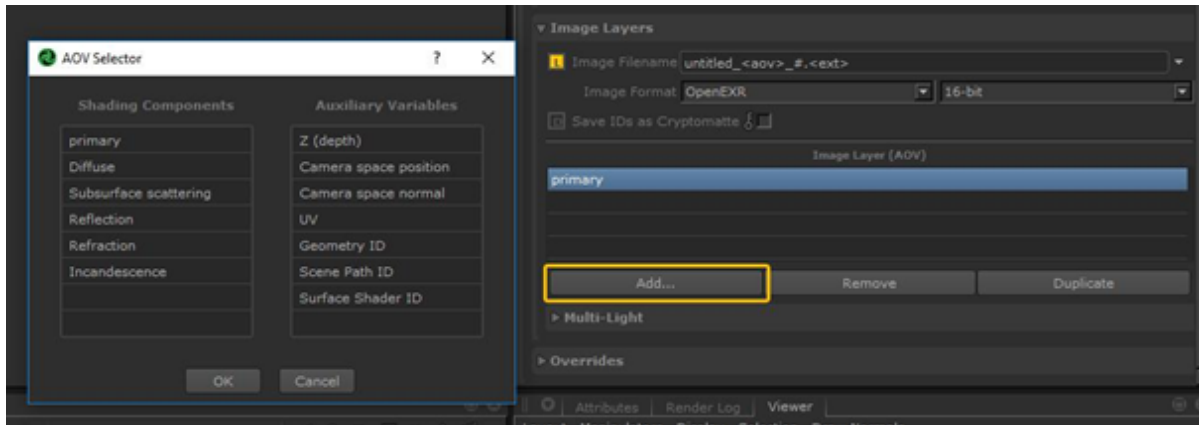 AOV Selector ? ×
Shading Components
primary
Diffuse
Subsurface scattering
Reflection
Refraction
Incandescence
Auxiliary Variables
Z (depth)
Camera space position
Camera space normal
UV
Geometry ID
Scene Path ID
Surface Shader ID
OK Cancel
Image Layers
Image Filename untitled_<aov>_#.<ext>
Image Format OpenEXR 16-bit
Save IDs as Cryptomatte
Image Layer (AOV)
primary
Add... Remove Duplicate
Multi-Light
Overrides
Attributes Render Log Viewer